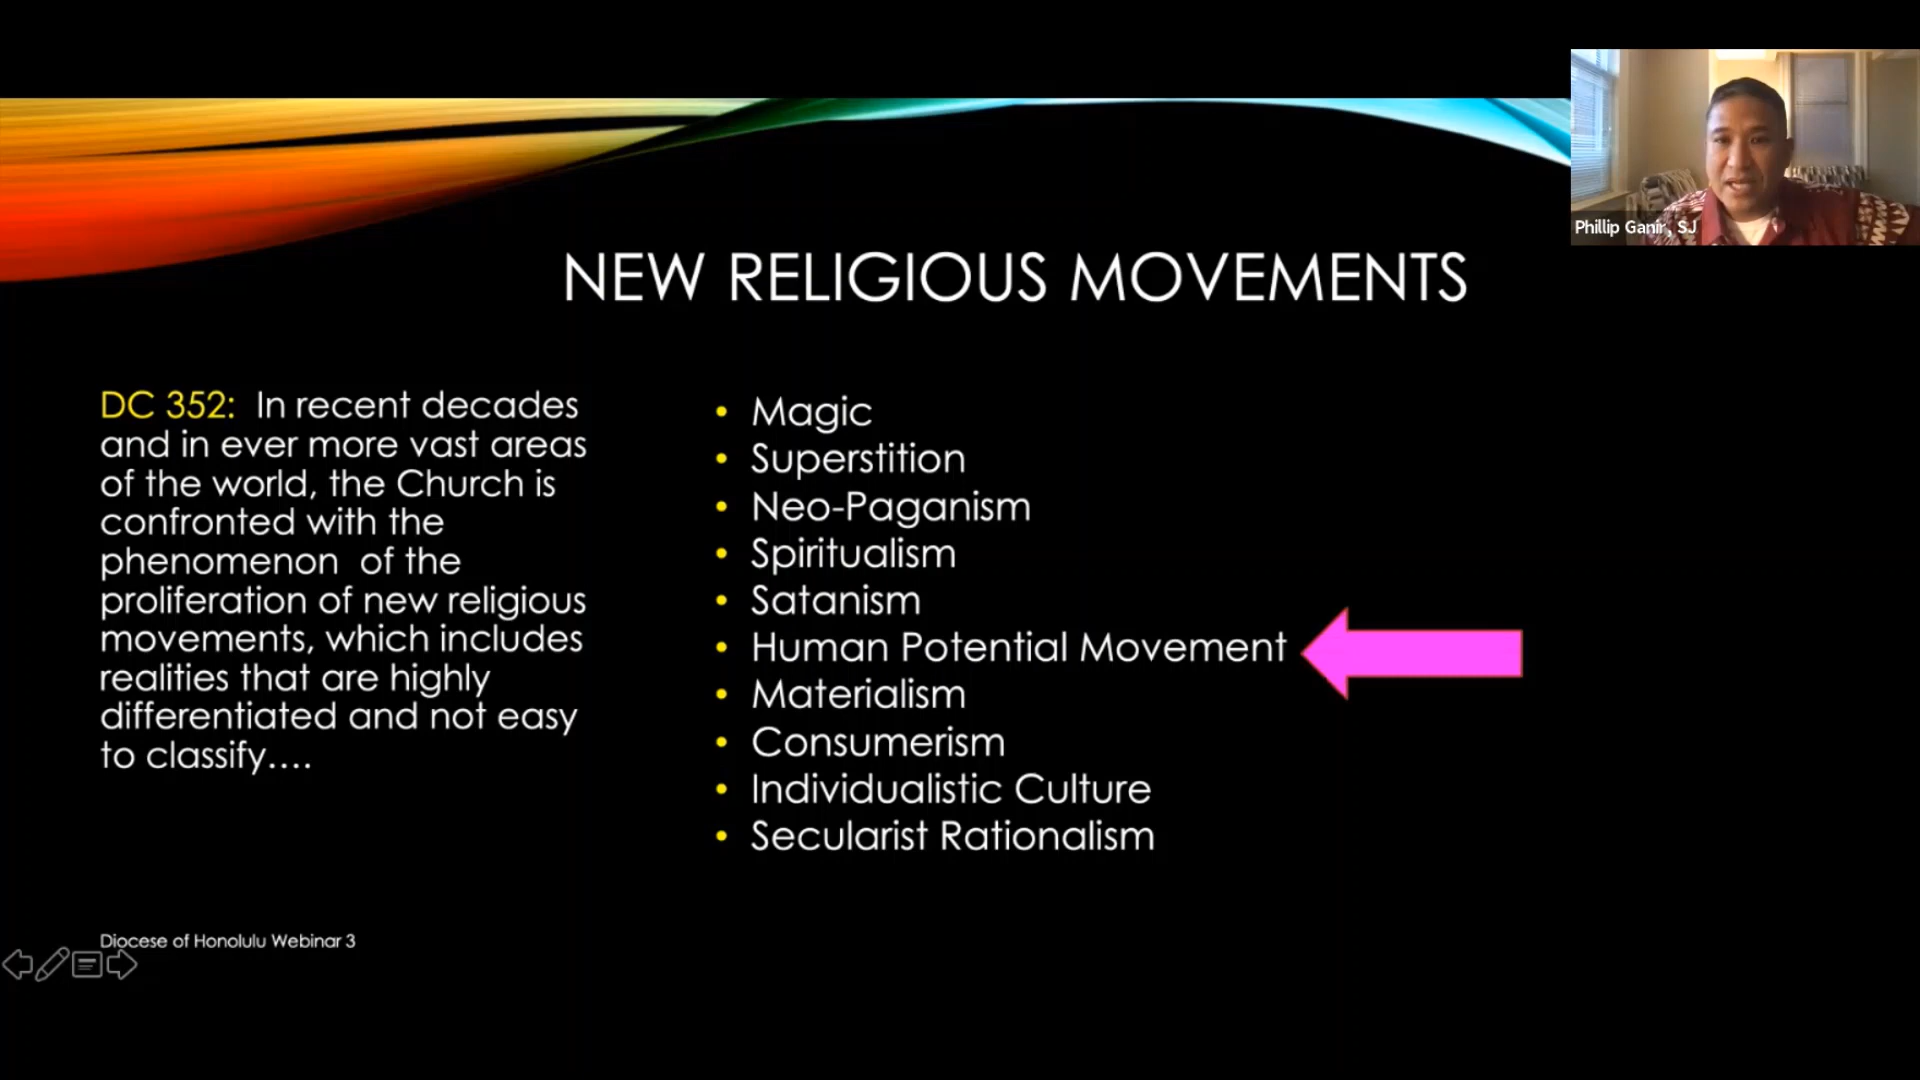 Phillip Ganir, SJ
NEW RELIGIOUS MOVEMENTS
DC 352: In recent decades
and in ever more vast areas
of the world, the Church is
confronted with the
phenomenon of the
proliferation of new religious
movements, which includes
realities that are highly
differentiated and not easy
to classify....
• Magic
• Superstition
• Neo-Paganism
• Spiritualism
• Satanism
• Human Potential Movement
• Materialism
• Consumerism
• Individualistic Culture
• Secularist Rationalism
Diocese of Honolulu Webinar 3